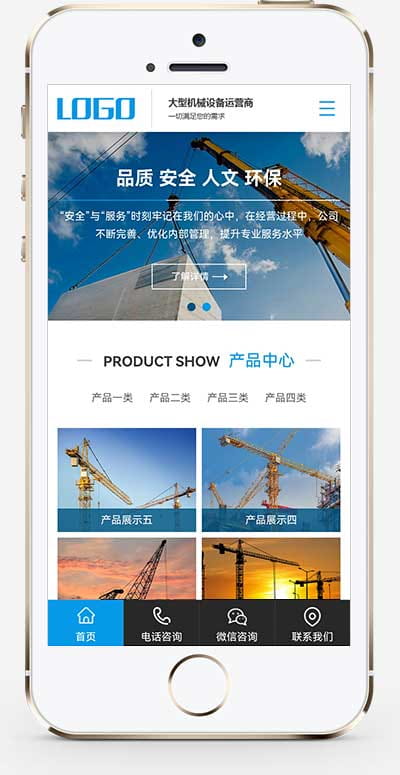 LOGO
大型机械设备运营商
一切满足您的需求
品质 安全 人文 环保
“安全”与“服务”时刻牢记在我们的心中，在经营过程中，公司
不断完善、优化内部管理，提升专业服务水平
了解详情
PRODUCT SHOW 产品中心
产品一类 产品二类 产品三类 产品四类
产品展示五 产品展示四
首页 电话咨询 微信咨询 联系我们